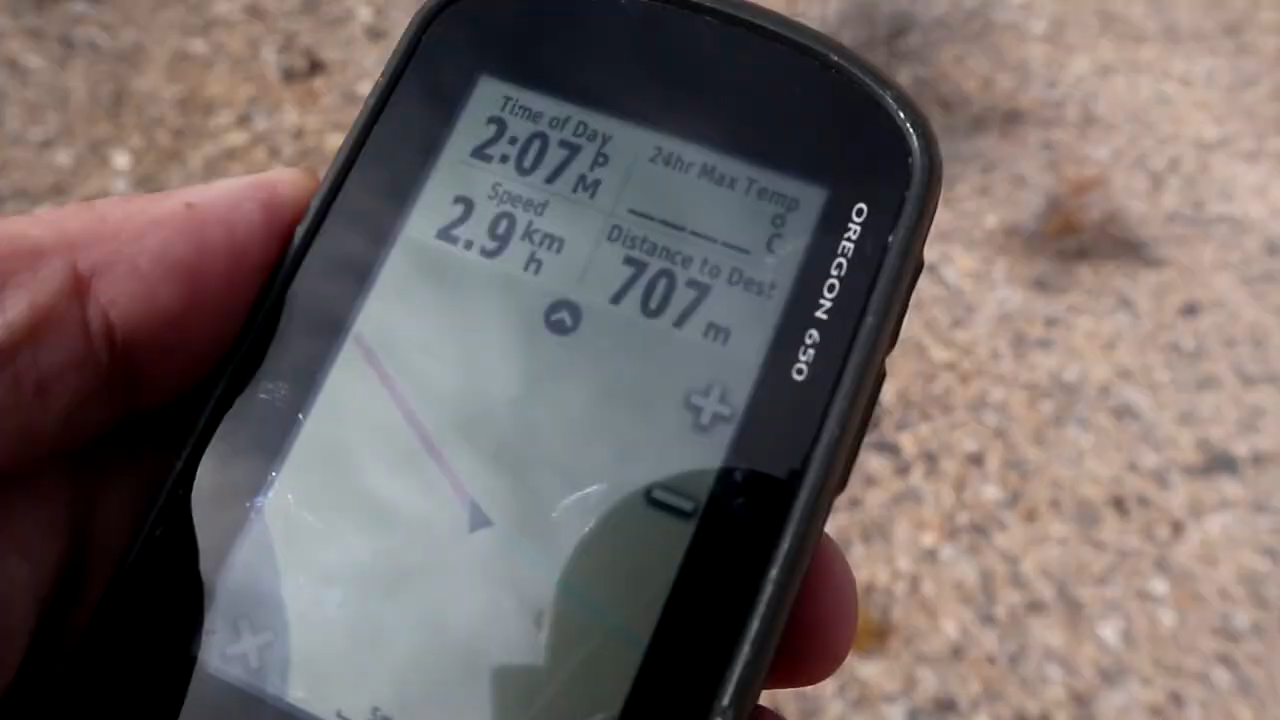 Time of Day
2:07 PM
24hr Max Temp
____ °C
Speed
2.9 km h
Distance to Dest
707 m
OREGON 650